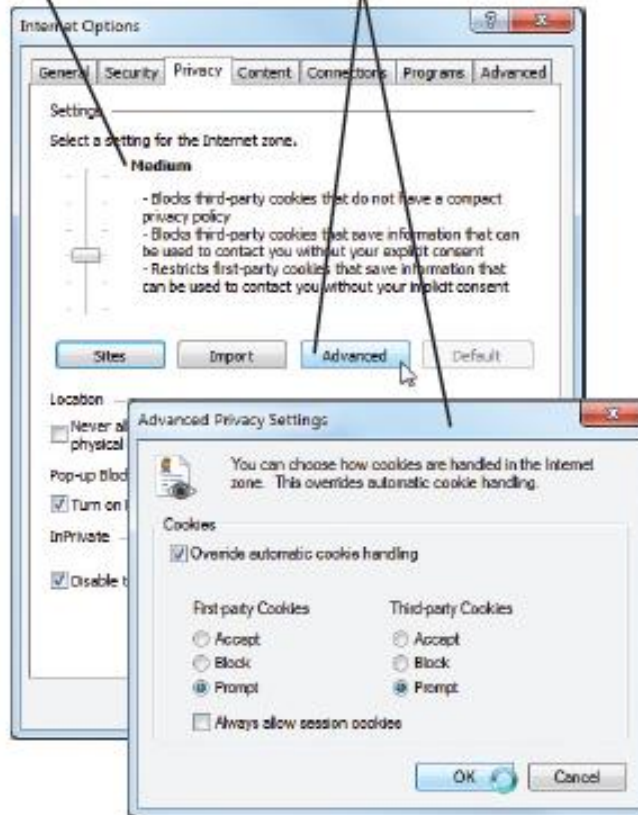 Internet Options
General Security Privacy Content Connections Programs Advanced
Settings
Select a setting for the Internet zone.
Medium
- Blocks third-party cookies that do not have a compact
privacy policy
- Blocks third-party cookies that save information that can
be used to contact you without your explicit consent
- Restricts first-party cookies that save information that
can be used to contact you without your implicit consent
Sites Import Advanced Default
Location
Never al
physical
Pop-up Block
Turn on
InPrivate
Disable t
Advanced Privacy Settings
You can choose how cookies are handled in the Internet
zone. This overrides automatic cookie handling.
Cookies
Override automatic cookie handling
First-party Cookies Third-party Cookies
Accept Accept
Block Block
Prompt Prompt
Always allow session cookies
OK Cancel